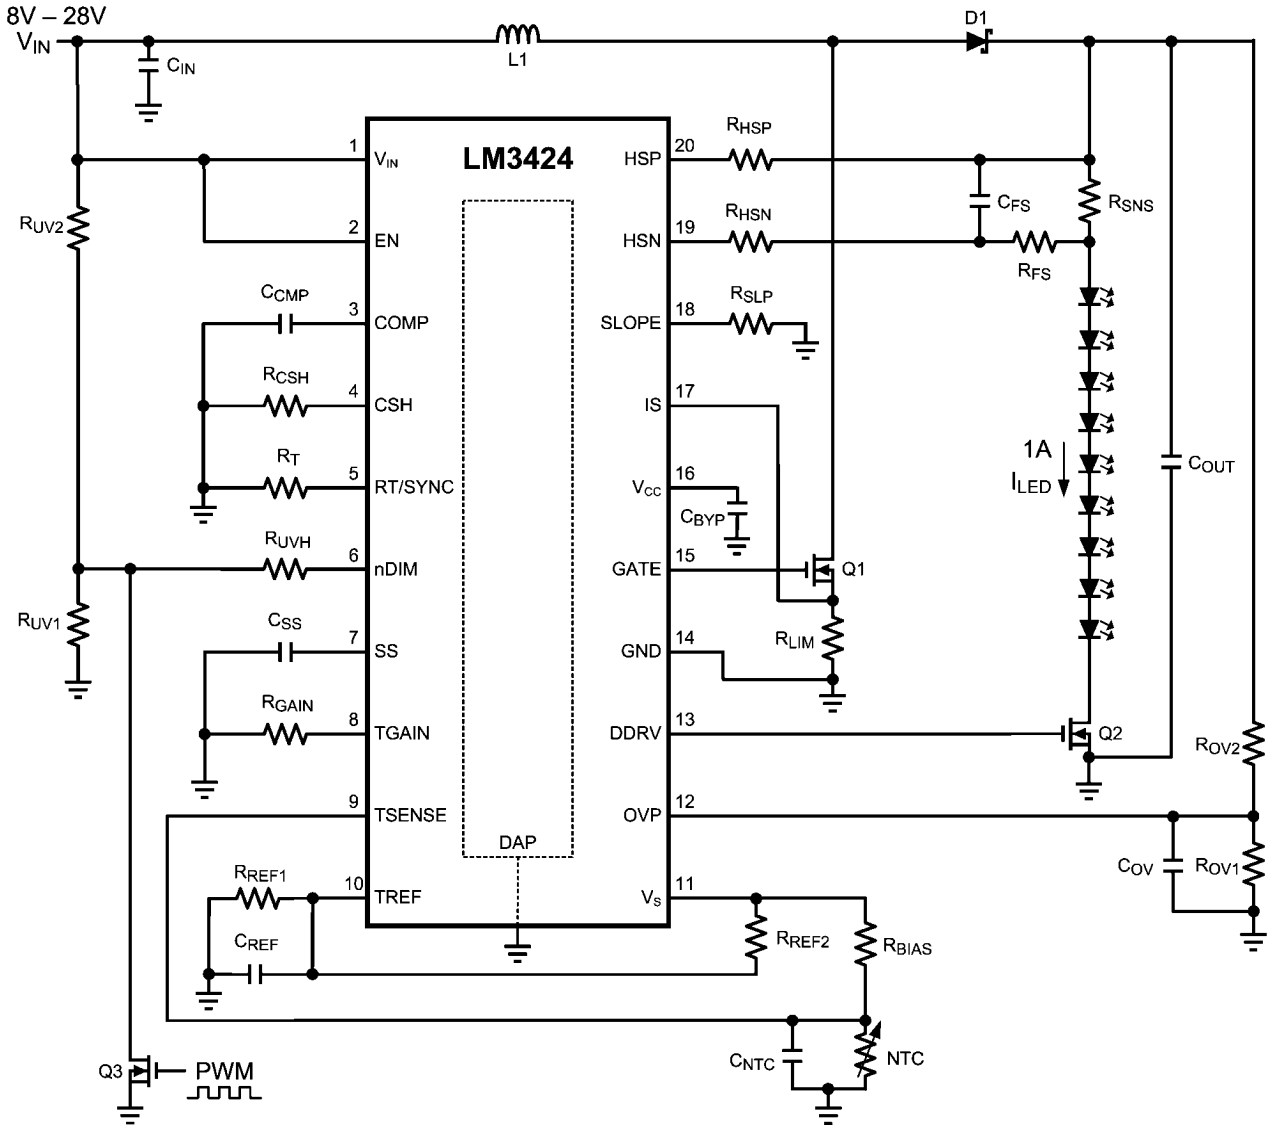 8V – 28V
VIN
CIN
L1
D1
LM3424
1
VIN
HSP
20
RHSP
CFS
RSNS
RUV2
2
EN
HSN
19
RHSN
RFS
CCMP
3
COMP
SLOPE
18
RSLP
RCSH
4
CSH
IS
17
1A
ILED
COUT
RT
5
RT/SYNC
VCC
16
CBYP
RUVH
6
nDIM
GATE
15
Q1
RUV1
CSS
7
SS
GND
14
RLIM
RGAIN
8
TGAIN
DDRV
13
Q2
ROV2
9
TSENSE
OVP
12
DAP
COV
ROV1
RREF1
10
TREF
VS
11
CREF
RREF2
RBIAS
CNTC
NTC
Q3
PWM